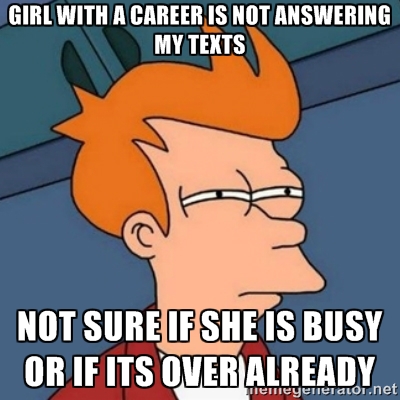 GIRL WITH A CAREER IS NOT ANSWERING
MY TEXTS
NOT SURE IF SHE IS BUSY
OR IF ITS OVER ALREADY
memegenerator.net